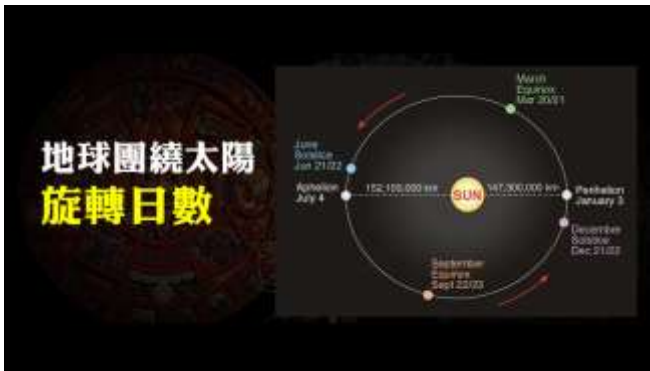 地球團繞太陽
旋轉日數
March
Equinox
Mar 20/21
June
Solstice
Jun 21/22
Aphelion
July 4
152,100,000 km
SUN
147,300,000 km
Perihelion
January 3
December
Solstice
Dec 21/22
September
Equinox
Sept 22/23